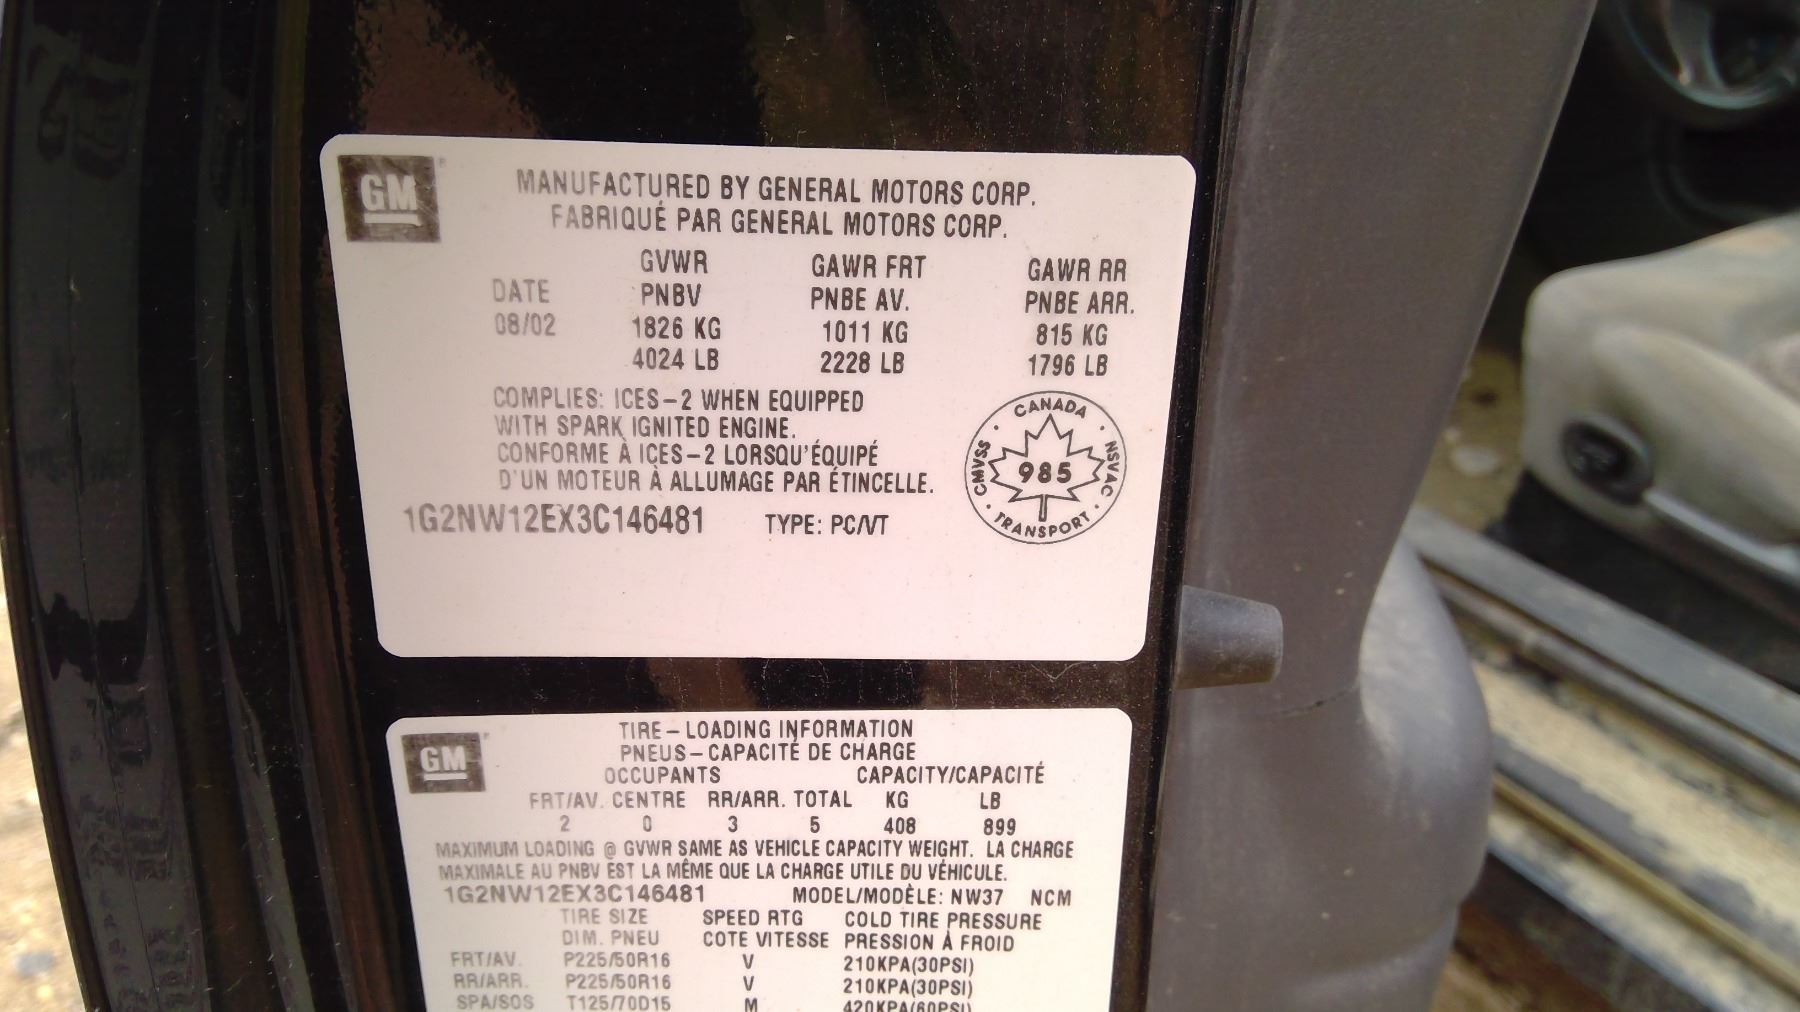 GM
MANUFACTURED BY GENERAL MOTORS CORP.
FABRIQUÉ PAR GENERAL MOTORS CORP.
GVWR GAWR FRT GAWR RR
DATE PNBV PNBE AV. PNBE ARR.
08/02 1826 KG 1011 KG 815 KG
4024 LB 2228 LB 1796 LB
COMPLIES: ICES-2 WHEN EQUIPPED
WITH SPARK IGNITED ENGINE.
CONFORME À ICES-2 LORSQU'ÉQUIPÉ
D'UN MOTEUR À ALLUMAGE PAR ÉTINCELLE.
1G2NW12EX3C146481 TYPE: PC/VT
CANADA
CMVSS 985 NSVAC
TRANSPORT
GM
TIRE-LOADING INFORMATION
PNEUS-CAPACITÉ DE CHARGE
OCCUPANTS CAPACITY/CAPACITÉ
FRT/AV. CENTRE RR/ARR. TOTAL KG LB
2 0 3 5 408 899
MAXIMUM LOADING @ GVWR SAME AS VEHICLE CAPACITY WEIGHT. LA CHARGE
MAXIMALE AU PNBV EST LA MÊME QUE LA CHARGE UTILE DU VÉHICULE.
1G2NW12EX3C146481 MODEL/MODÈLE: NW37 NCM
TIRE SIZE SPEED RTG COLD TIRE PRESSURE
DIM. PNEU COTE VITESSE PRESSION À FROID
FRT/AV. P225/50R16 V 210KPA(30PSI)
RR/ARR. P225/50R16 V 210KPA(30PSI)
SPA/SOS T125/70D15 M 420KPA(60PSI)